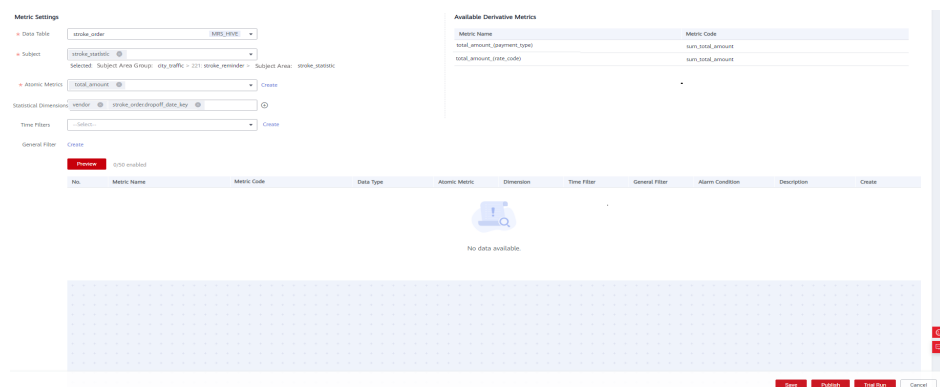 Metric Settings
* Data Table stroke_order MRS_HIVE
* Subject stroke_statistic
Selected: Subject Area Group: city_traffic > 221: stroke_reminder > Subject Area: stroke_statistic
* Atomic Metrics total_amount Create
Statistical Dimensions vendor stroke_order.dropoff_date_key
Time Filters --Select-- Create
General Filter Create
Preview 0/50 enabled
Available Derivative Metrics
Metric Name Metric Code
total_amount_(payment_type) sum_total_amount
total_amount_(rate_code) sum_total_amount
No. Metric Name Metric Code Data Type Atomic Metric Dimension Time Filter General Filter Alarm Condition Description Create
No data available.
Save Publish Trial Run Cancel